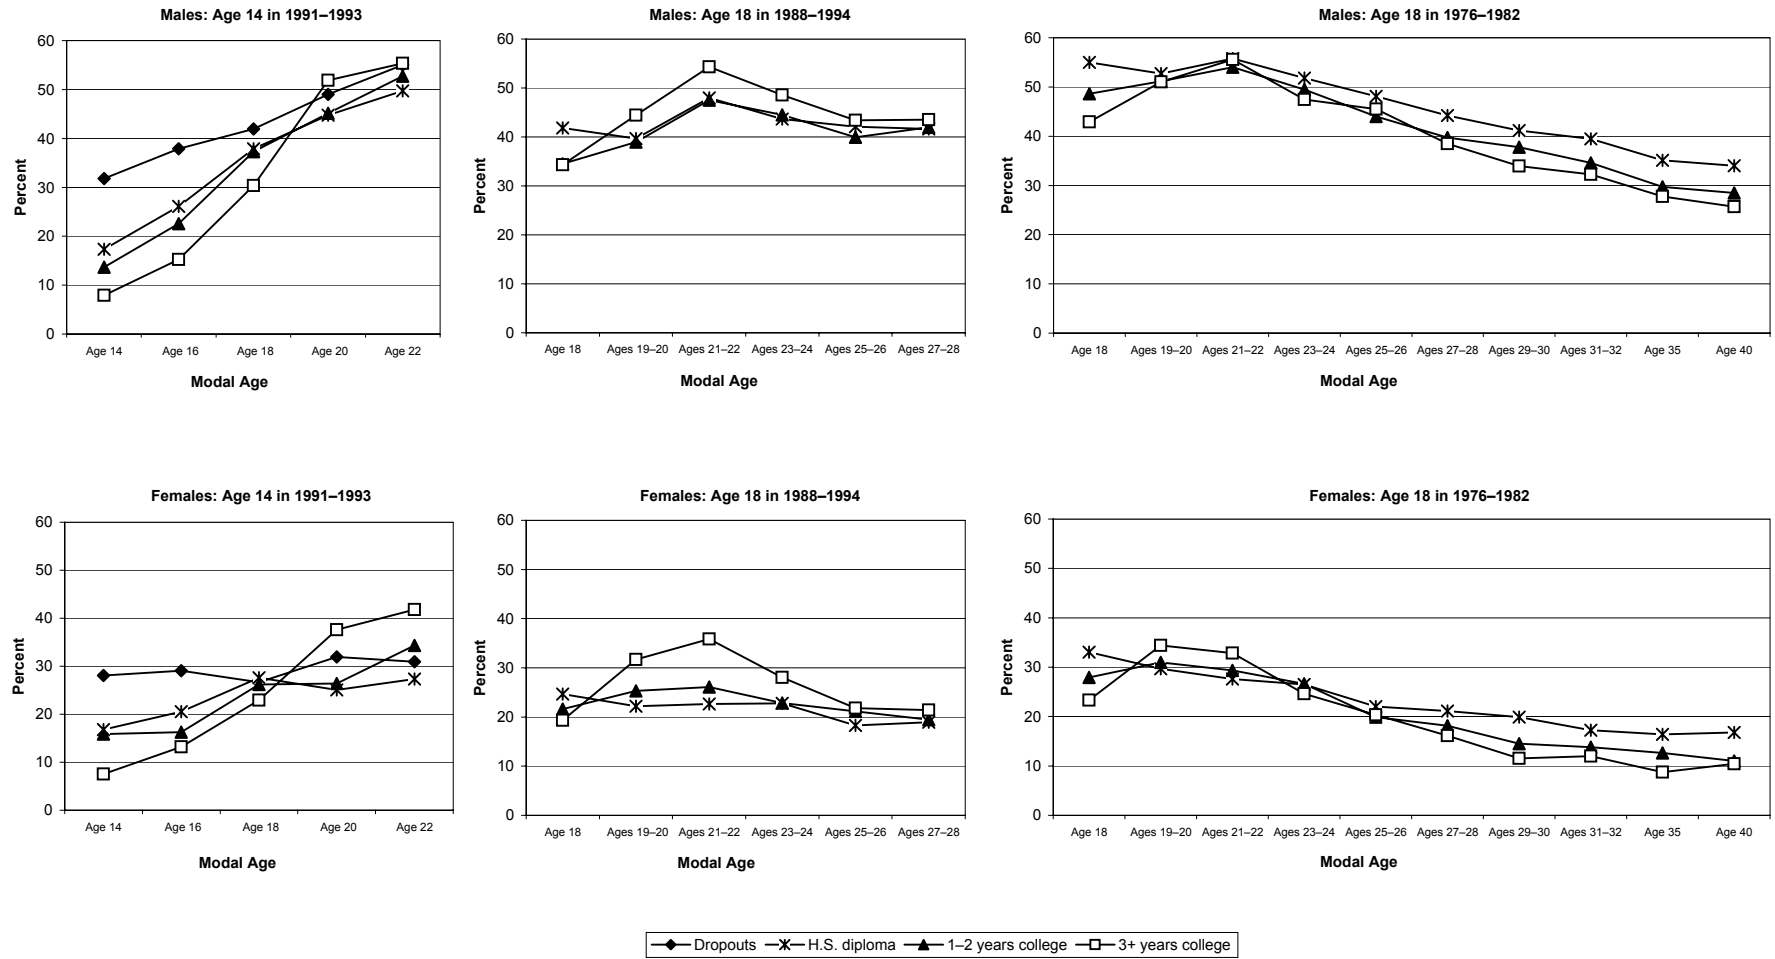 Males: Age 14 in 1991–1993
60
50
40
30
20
10
0
Percent
Age 14 Age 16 Age 18 Age 20 Age 22
Modal Age
Males: Age 18 in 1988–1994
60
50
40
30
20
10
0
Percent
Age 18 Ages 19–20 Ages 21–22 Ages 23–24 Ages 25–26 Ages 27–28
Modal Age
Males: Age 18 in 1976–1982
60
50
40
30
20
10
0
Percent
Age 18 Ages 19–20 Ages 21–22 Ages 23–24 Ages 25–26 Ages 27–28 Ages 29–30 Ages 31–32 Age 35 Age 40
Modal Age
Females: Age 14 in 1991–1993
60
50
40
30
20
10
0
Percent
Age 14 Age 16 Age 18 Age 20 Age 22
Modal Age
Females: Age 18 in 1988–1994
60
50
40
30
20
10
0
Percent
Age 18 Ages 19–20 Ages 21–22 Ages 23–24 Ages 25–26 Ages 27–28
Modal Age
Females: Age 18 in 1976–1982
60
50
40
30
20
10
0
Percent
Age 18 Ages 19–20 Ages 21–22 Ages 23–24 Ages 25–26 Ages 27–28 Ages 29–30 Ages 31–32 Age 35 Age 40
Modal Age
Dropouts H.S. diploma 1–2 years college 3+ years college